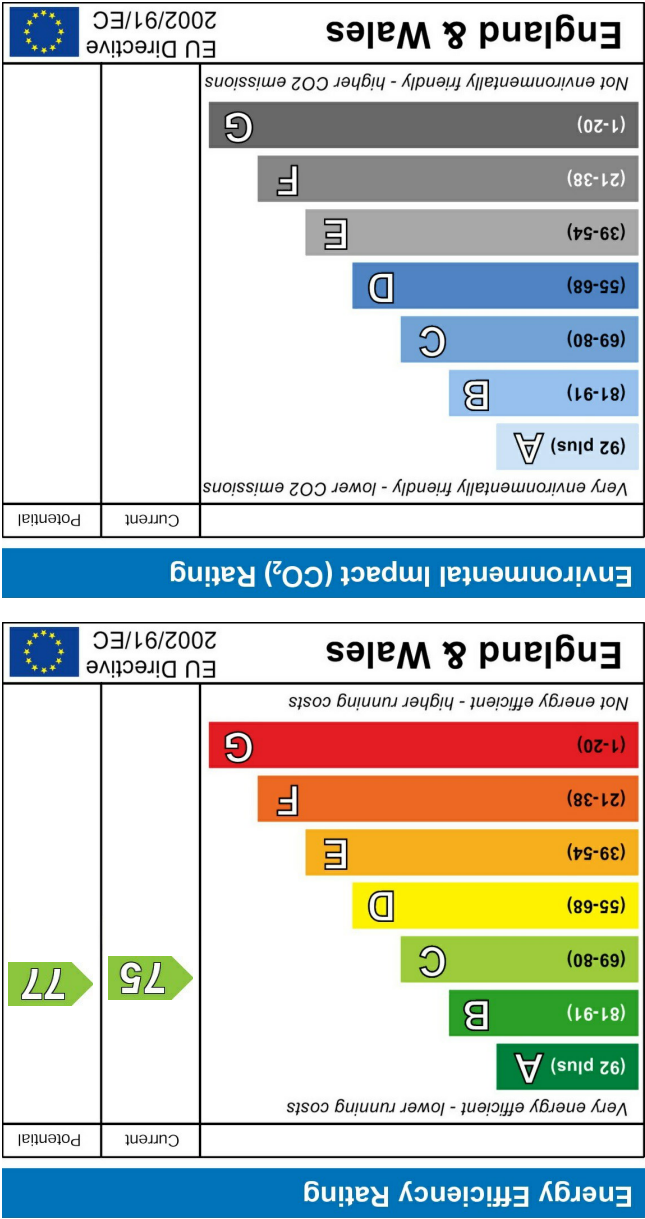 Energy Efficiency Rating
Current Potential
Very energy efficient - lower running costs
(92 plus) A
(81-91) B
(69-80) C
(55-68) D
(39-54) E
(21-38) F
(1-20) G
75 77
Not energy efficient - higher running costs
England & Wales
EU Directive
2002/91/EC
Environmental Impact (CO₂) Rating
Current Potential
Very environmentally friendly - lower CO2 emissions
(92 plus) A
(81-91) B
(69-80) C
(55-68) D
(39-54) E
(21-38) F
(1-20) G
Not environmentally friendly - higher CO2 emissions
England & Wales
EU Directive
2002/91/EC